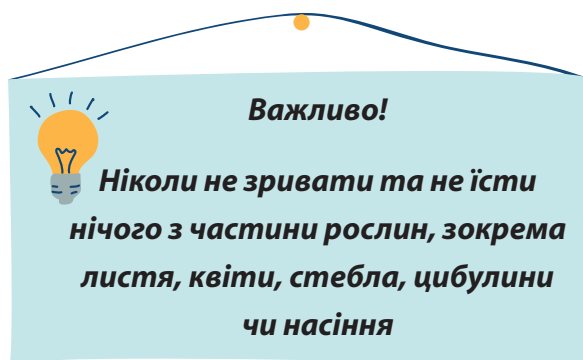 Важливо!
Ніколи не зривати та не їсти
нічого з частини рослин, зокрема
листя, квіти, стебла, цибулини
чи насіння